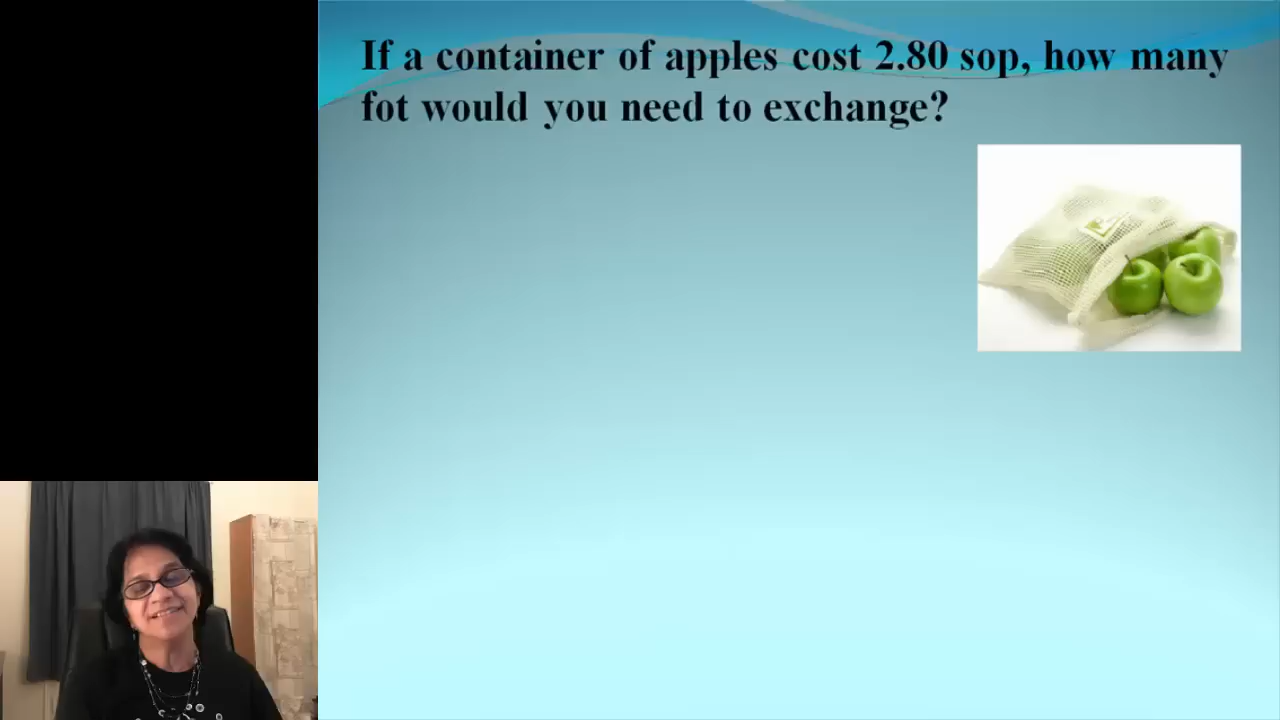 If a container of apples cost 2.80 sop, how many
fot would you need to exchange?